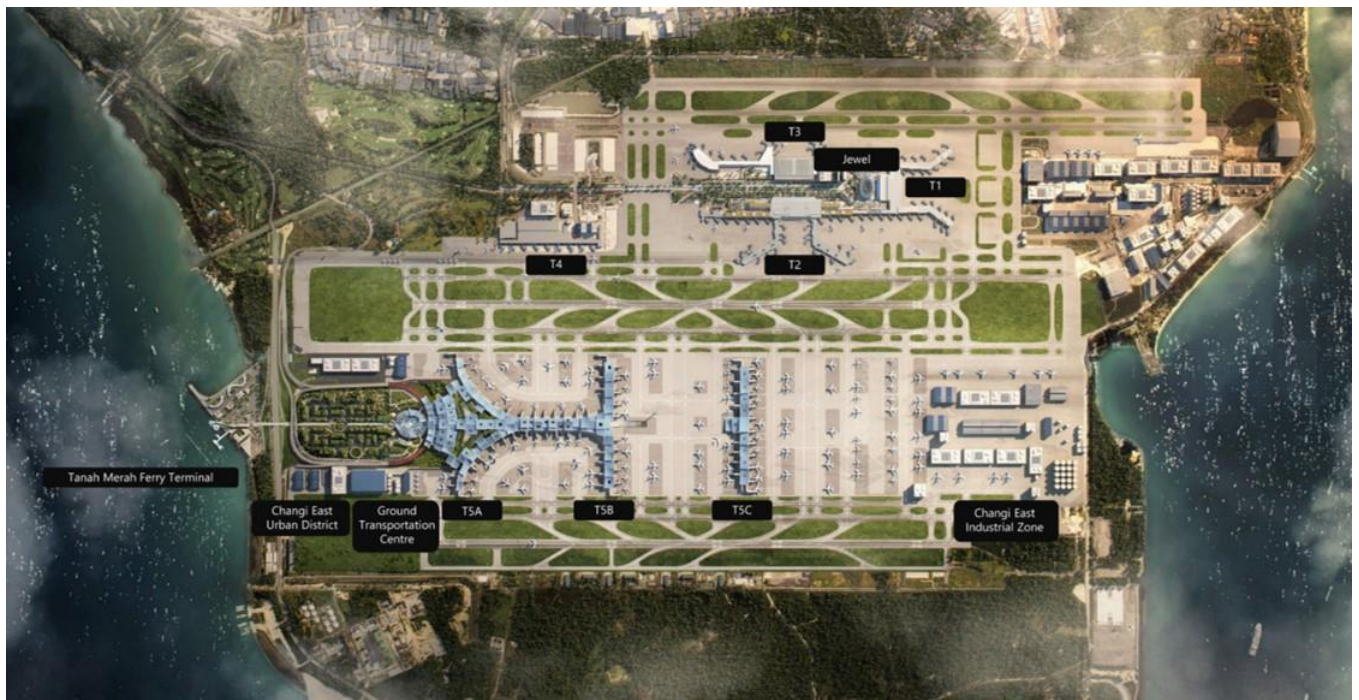 T3
Jewel
T1
T4
T2
Tanah Merah Ferry Terminal
Changi East
Urban District
Ground
Transportation
Centre
T5A
T5B
T5C
Changi East
Industrial Zone